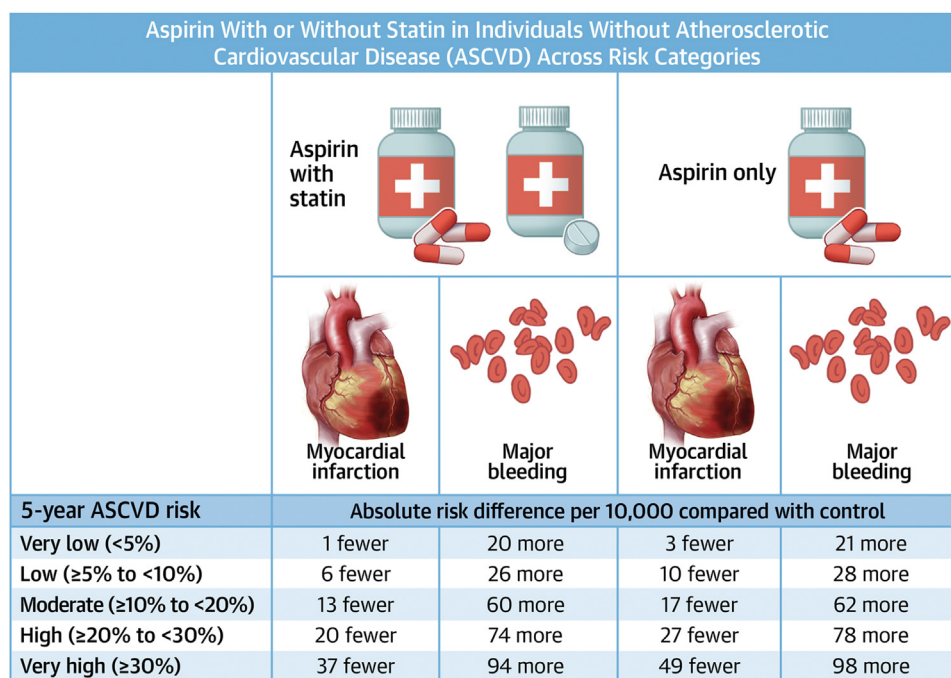 Aspirin With or Without Statin in Individuals Without Atherosclerotic
Cardiovascular Disease (ASCVD) Across Risk Categories
Aspirin
with
statin
Aspirin only
Myocardial
infarction
Major
bleeding
Myocardial
infarction
Major
bleeding
5-year ASCVD risk Absolute risk difference per 10,000 compared with control
Very low (<5%) 1 fewer 20 more 3 fewer 21 more
Low (≥5% to <10%) 6 fewer 26 more 10 fewer 28 more
Moderate (≥10% to <20%) 13 fewer 60 more 17 fewer 62 more
High (≥20% to <30%) 20 fewer 74 more 27 fewer 78 more
Very high (≥30%) 37 fewer 94 more 49 fewer 98 more